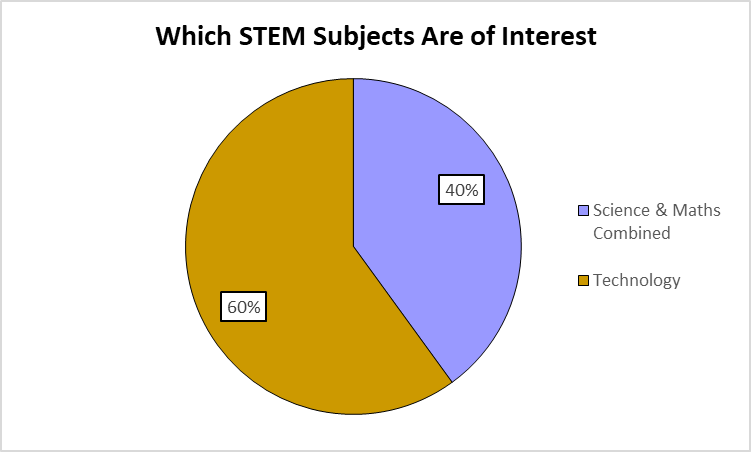 Which STEM Subjects Are of Interest
40%
Science & Maths
Combined
Technology
60%